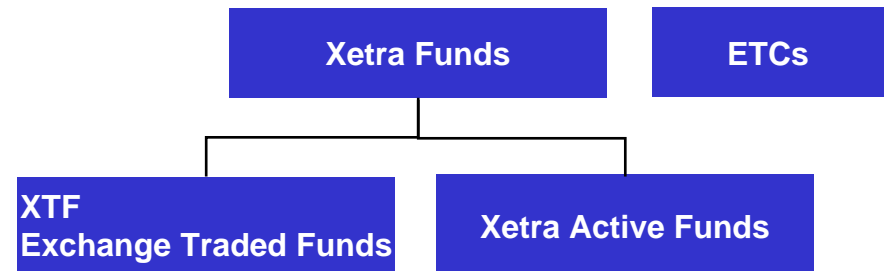 Xetra Funds
ETCs
XTF
Exchange Traded Funds
Xetra Active Funds